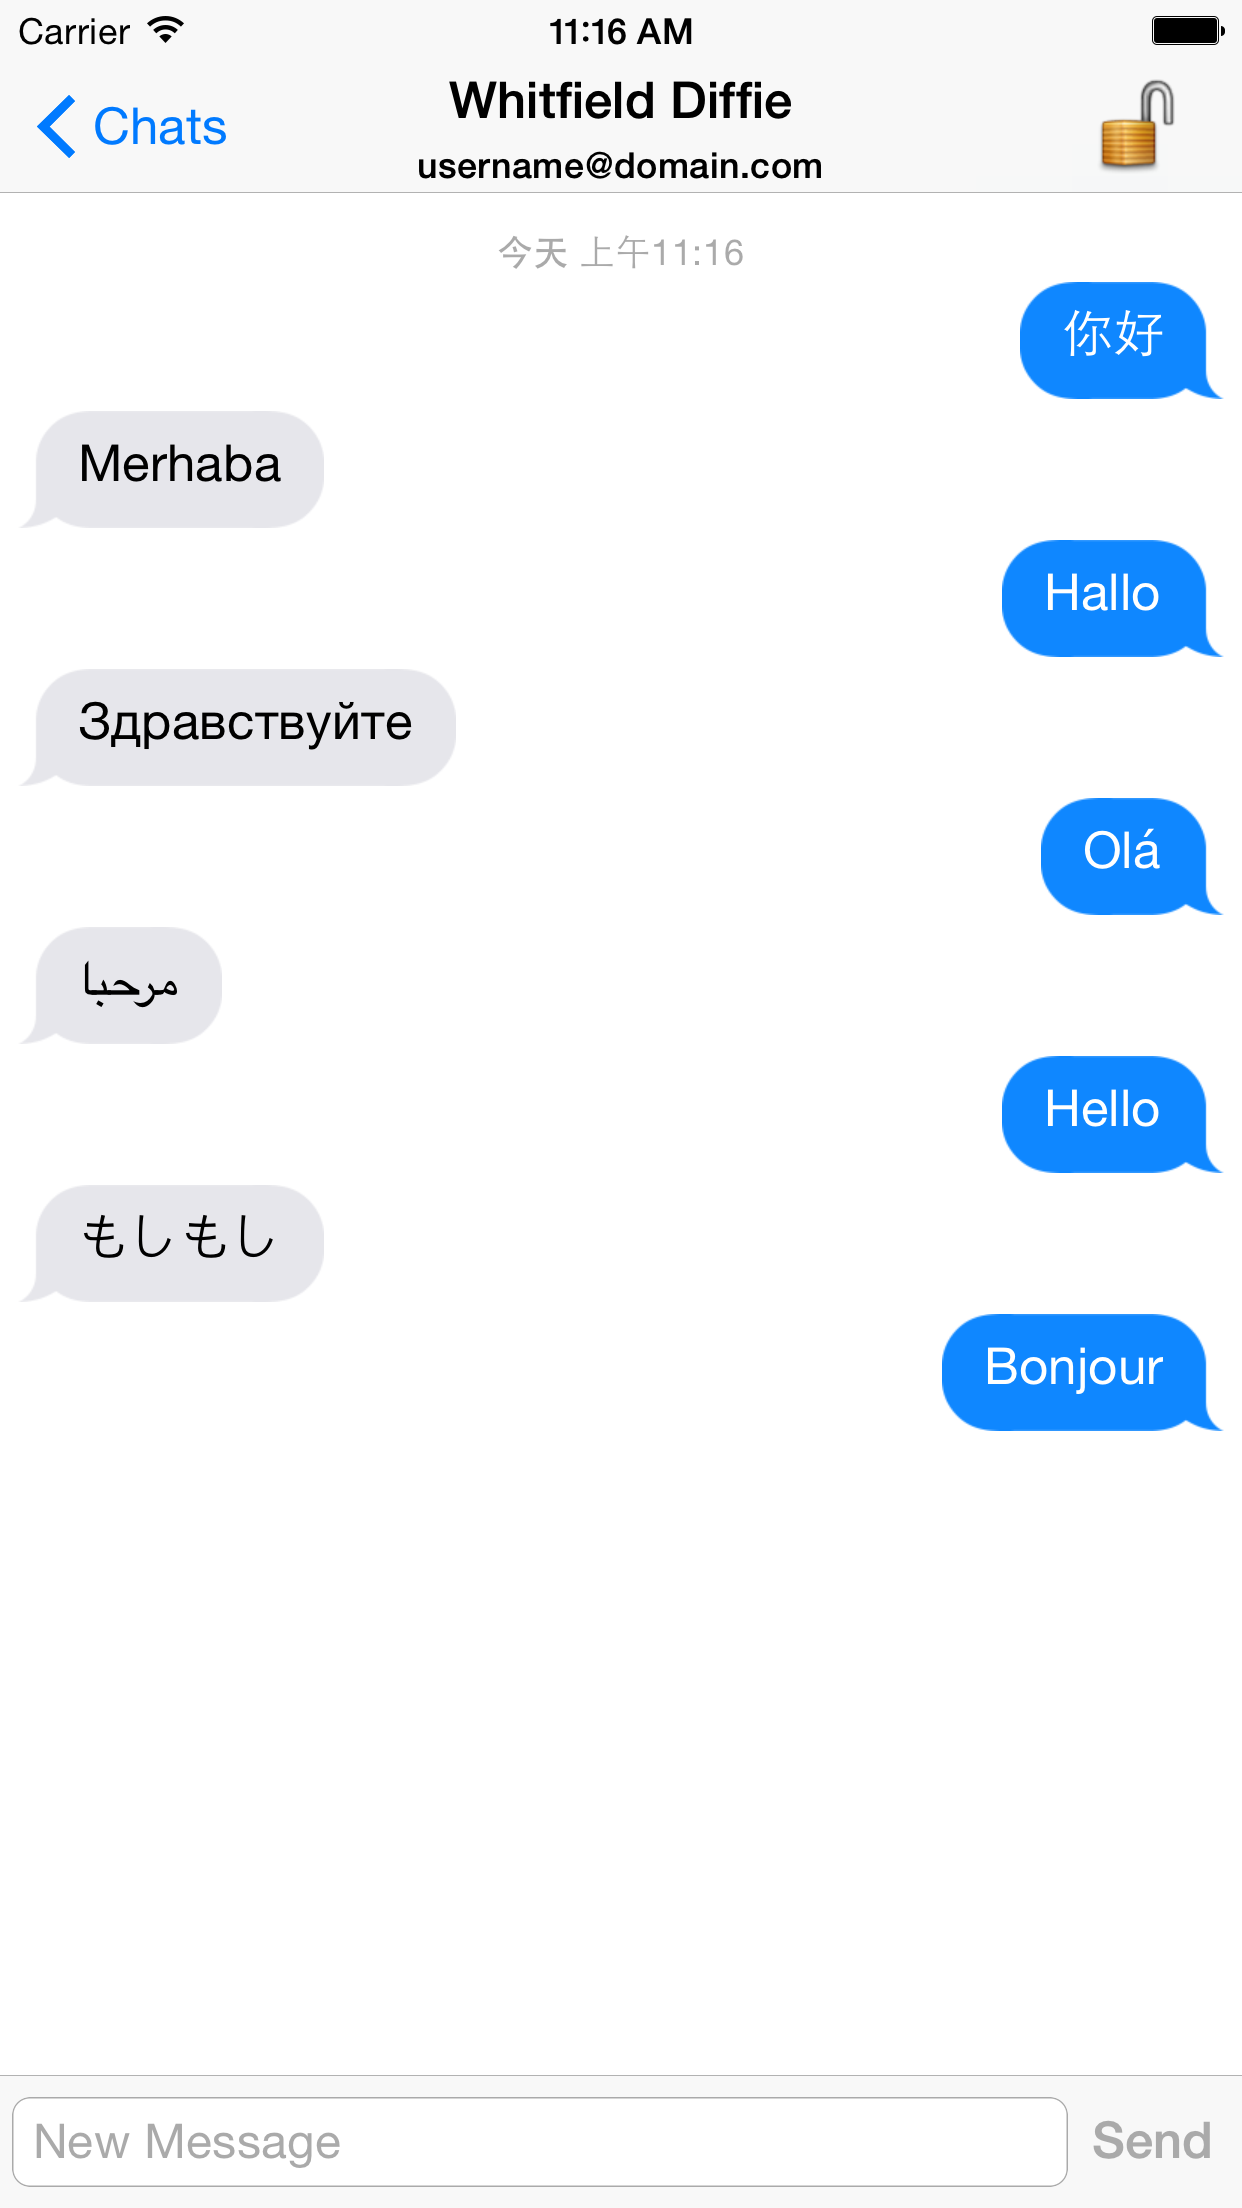 Carrier 11:16 AM
Whitfield Diffie
Chats
username@domain.com
今天 上午11:16
你好
Merhaba
Hallo
Здравствуйте
Olá
مرحبا
Hello
もしもし
Bonjour
New Message Send